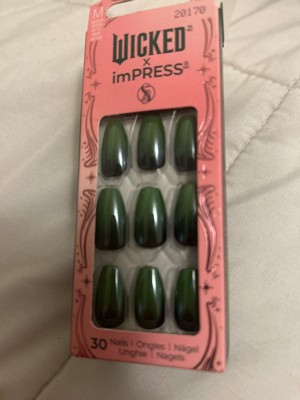 M
20170
WICKED
x
imPRESS
30 Nails | Ongles | Nägel
Unghie | Nagels